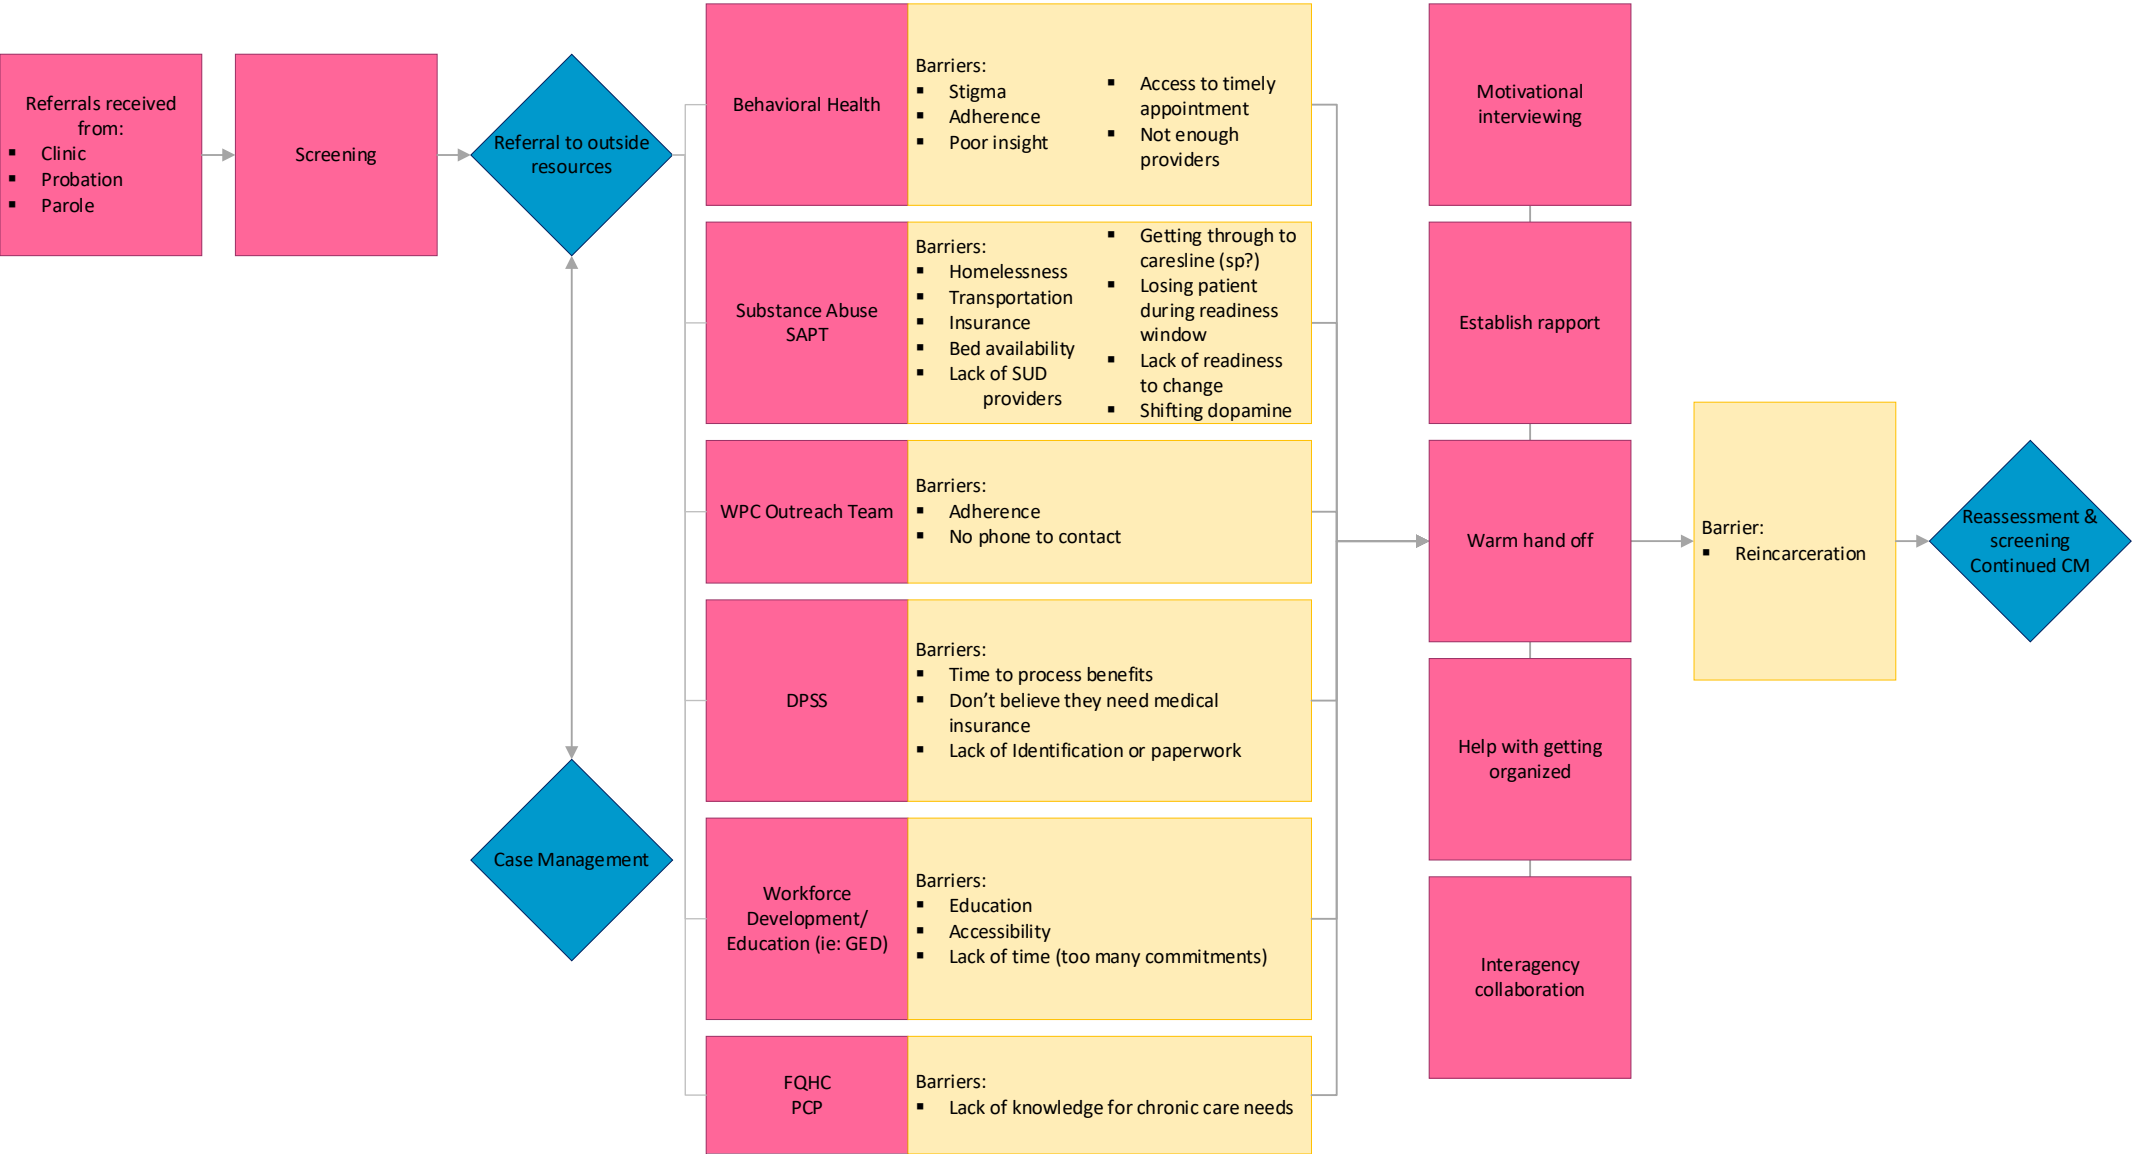 Referrals received
from:
▪ Clinic
▪ Probation
▪ Parole
Screening
Referral to outside
resources
Case Management
Behavioral Health
Barriers:
▪ Stigma
▪ Adherence
▪ Poor insight
▪ Access to timely
appointment
▪ Not enough
providers
Substance Abuse
SAPT
Barriers:
▪ Homelessness
▪ Transportation
▪ Insurance
▪ Bed availability
▪ Lack of SUD
providers
▪ Getting through to
caresline (sp?)
▪ Losing patient
during readiness
window
▪ Lack of readiness
to change
▪ Shifting dopamine
WPC Outreach Team
Barriers:
▪ Adherence
▪ No phone to contact
DPSS
Barriers:
▪ Time to process benefits
▪ Don’t believe they need medical
insurance
▪ Lack of Identification or paperwork
Workforce
Development/
Education (ie: GED)
Barriers:
▪ Education
▪ Accessibility
▪ Lack of time (too many commitments)
FQHC
PCP
Barriers:
▪ Lack of knowledge for chronic care needs
Motivational
interviewing
Establish rapport
Warm hand off
Help with getting
organized
Interagency
collaboration
Barrier:
▪ Reincarceration
Reassessment &
screening
Continued CM